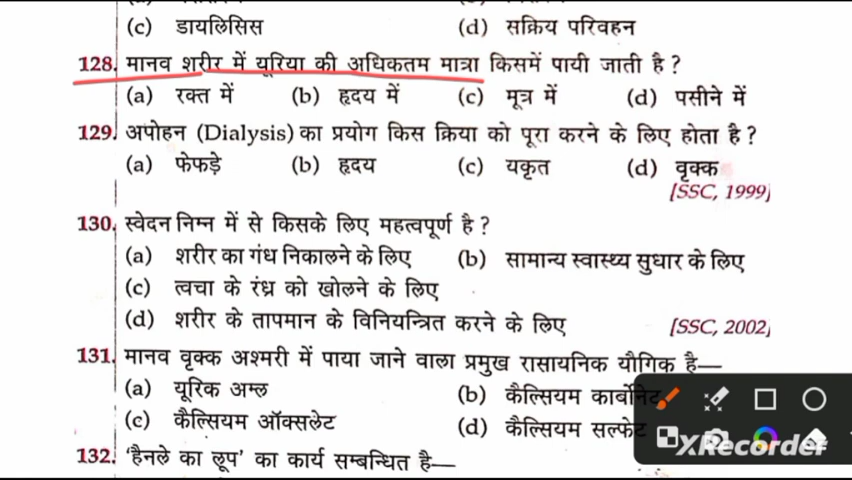 (c) डायलिसिस (d) सक्रिय परिवहन
128. मानव शरीर में यूरिया की अधिकतम मात्रा किसमें पायी जाती है ?
(a) रक्त में (b) हृदय में (c) मूत्र में (d) पसीने में
129. अपोहन (Dialysis) का प्रयोग किस क्रिया को पूरा करने के लिए होता है ?
(a) फेफड़े (b) हृदय (c) यकृत (d) वृक्क
[SSC, 1999]
130. स्वेदन निम्न में से किसके लिए महत्वपूर्ण है ?
(a) शरीर का गंध निकालने के लिए (b) सामान्य स्वास्थ्य सुधार के लिए
(c) त्वचा के रंध्र को खोलने के लिए
(d) शरीर के तापमान के विनियन्त्रित करने के लिए [SSC, 2002]
131. मानव वृक्क अश्मरी में पाया जाने वाला प्रमुख रासायनिक यौगिक है—
(a) यूरिक अम्ल (b) कैल्सियम कार्बोनेट
(c) कैल्सियम ऑक्सलेट (d) कैल्सियम सल्फेट
XRecorder
132. 'हेनले का लूप' का कार्य सम्बन्धित है—